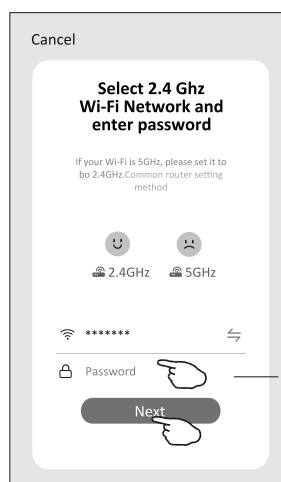 Cancel
Select 2.4 Ghz
Wi-Fi Network and
enter password
If your Wi-Fi is 5GHz, please set it to
bo 2.4GHz.Common router setting
method
2.4GHz 5GHz
*******
Password
Next